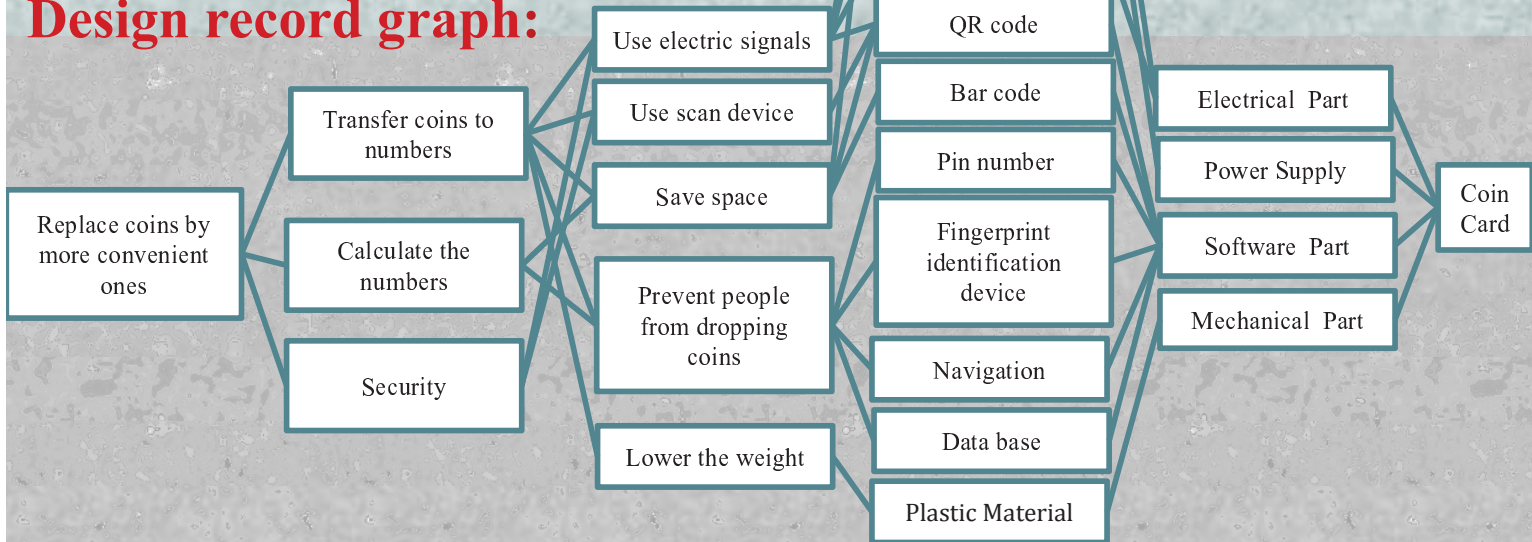 Design record graph:
Replace coins by
more convenient
ones
Transfer coins to
numbers
Calculate the
numbers
Security
Use electric signals
Use scan device
Save space
Prevent people
from dropping
coins
Lower the weight
QR code
Bar code
Pin number
Fingerprint
identification
device
Navigation
Data base
Plastic Material
Electrical Part
Power Supply
Software Part
Mechanical Part
Coin
Card